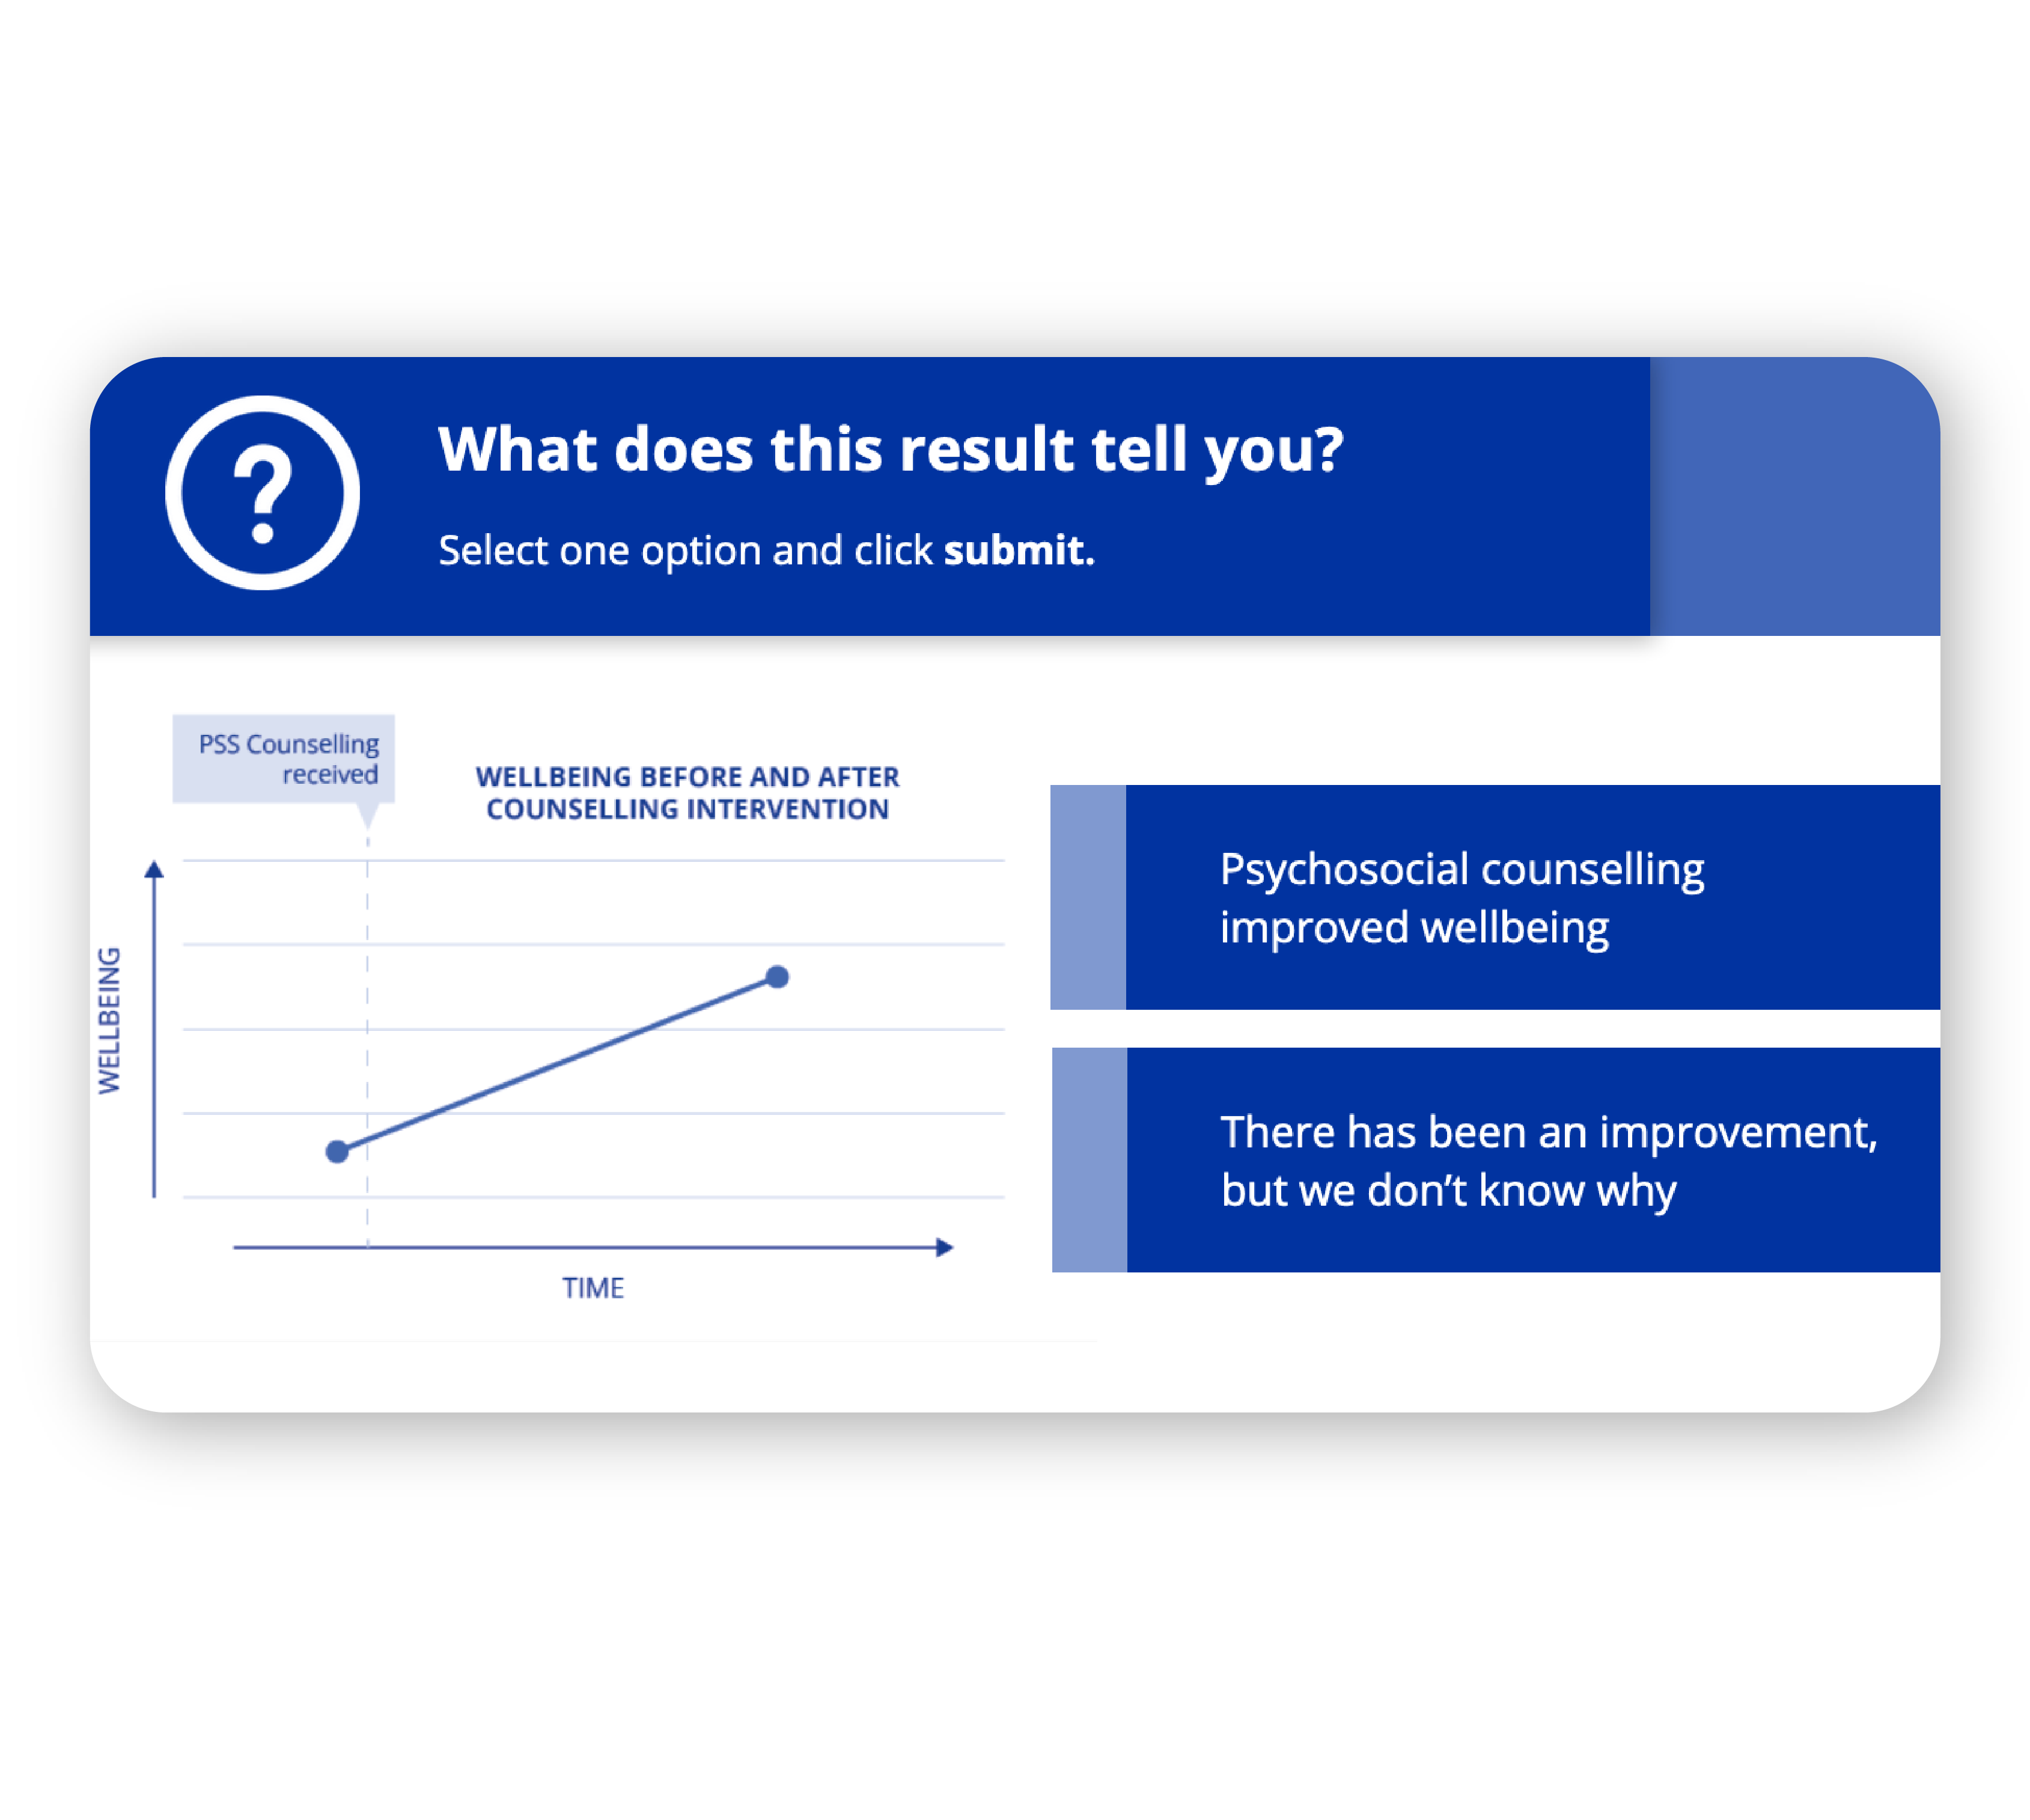 ?
What does this result tell you?
Select one option and click submit.
PSS Counselling
received
WELLBEING BEFORE AND AFTER
COUNSELLING INTERVENTION
WELLBEING
TIME
Psychosocial counselling
improved wellbeing
There has been an improvement,
but we don’t know why